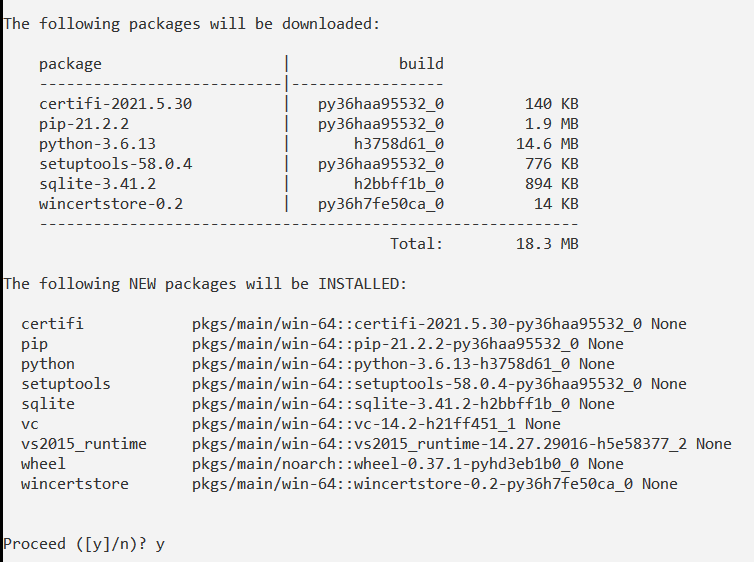 The following packages will be downloaded:
package | build
---------------------------|-----------------
certifi-2021.5.30 | py36haa95532_0 140 KB
pip-21.2.2 | py36haa95532_0 1.9 MB
python-3.6.13 | h3758d61_0 14.6 MB
setuptools-58.0.4 | py36haa95532_0 776 KB
sqlite-3.41.2 | h2bbff1b_0 894 KB
wincertstore-0.2 | py36h7fe50ca_0 14 KB
------------------------------------------------------------
Total: 18.3 MB
The following NEW packages will be INSTALLED:
certifi pkgs/main/win-64::certifi-2021.5.30-py36haa95532_0 None
pip pkgs/main/win-64::pip-21.2.2-py36haa95532_0 None
python pkgs/main/win-64::python-3.6.13-h3758d61_0 None
setuptools pkgs/main/win-64::setuptools-58.0.4-py36haa95532_0 None
sqlite pkgs/main/win-64::sqlite-3.41.2-h2bbff1b_0 None
vc pkgs/main/win-64::vc-14.2-h21ff451_1 None
vs2015_runtime pkgs/main/win-64::vs2015_runtime-14.27.29016-h5e58377_2 None
wheel pkgs/main/noarch::wheel-0.37.1-pyhd3eb1b0_0 None
wincertstore pkgs/main/win-64::wincertstore-0.2-py36h7fe50ca_0 None
Proceed ([y]/n)? y